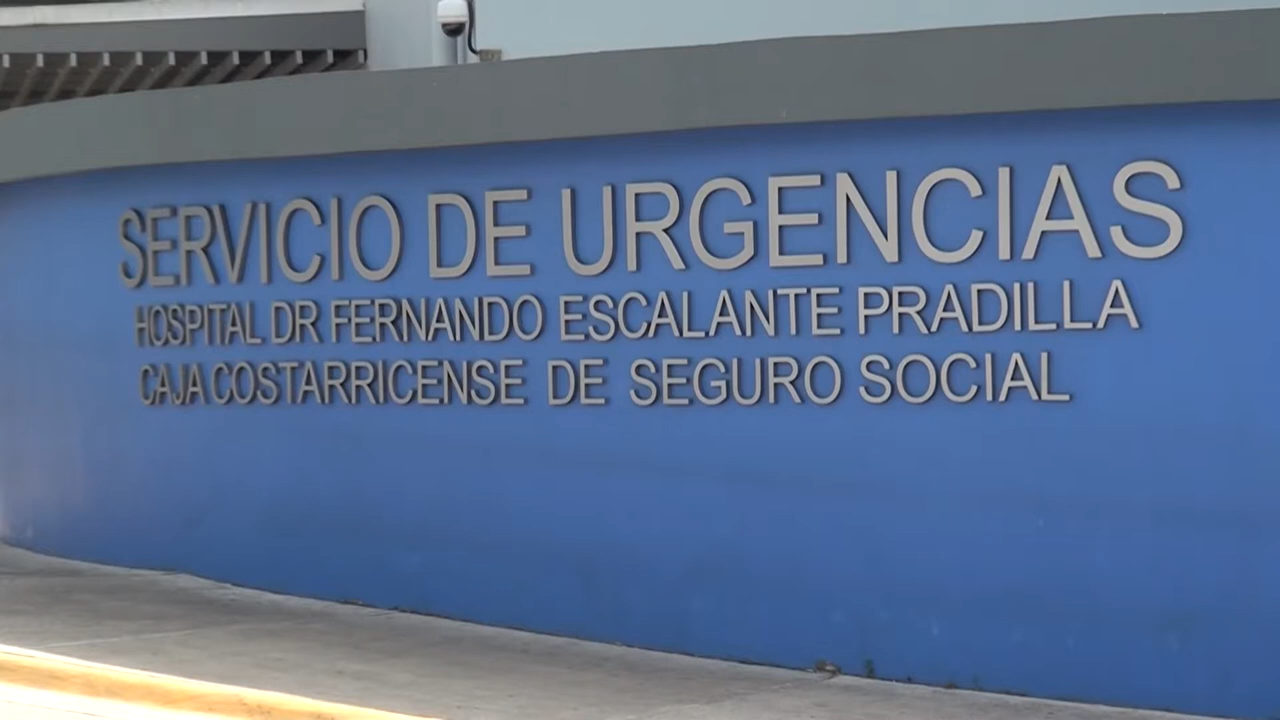 SERVICIO DE URGENCIAS
HOSPITAL DR FERNANDO ESCALANTE PRADILLA
CAJA COSTARRICENSE DE SEGURO SOCIAL